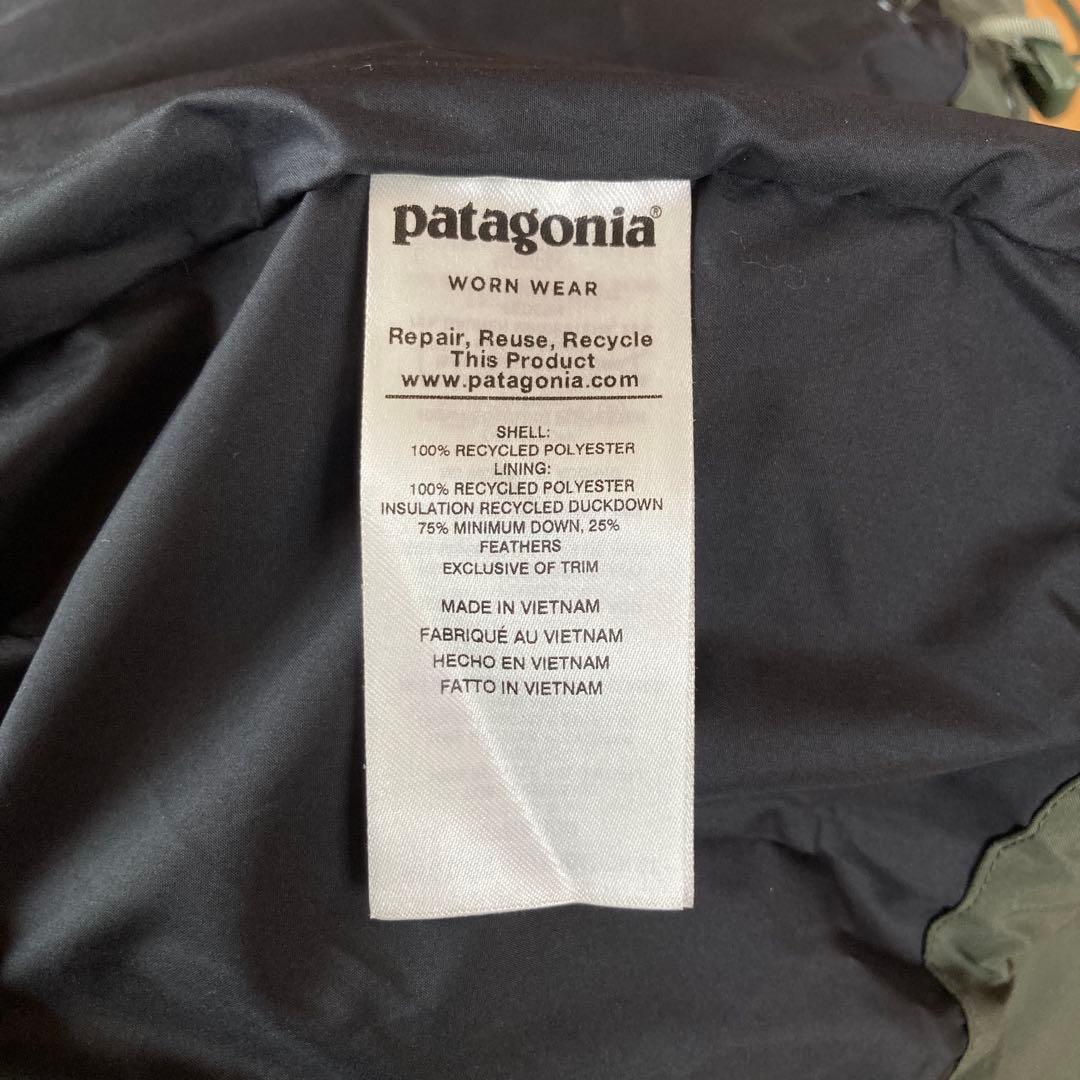 patagonia®
WORN WEAR
Repair, Reuse, Recycle
This Product
www.patagonia.com
SHELL:
100% RECYCLED POLYESTER
LINING:
100% RECYCLED POLYESTER
INSULATION RECYCLED DUCKDOWN
75% MINIMUM DOWN, 25%
FEATHERS
EXCLUSIVE OF TRIM
MADE IN VIETNAM
FABRIQUÉ AU VIETNAM
HECHO EN VIETNAM
FATTO IN VIETNAM